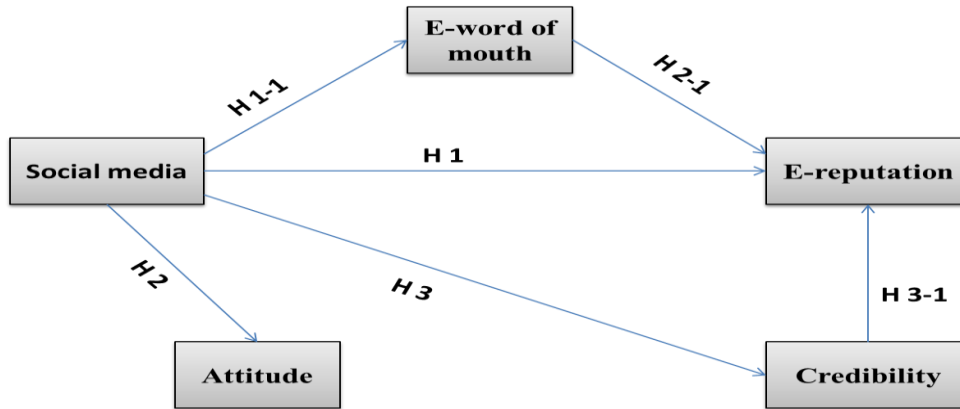 E-word of
mouth
H 1-1
H 2-1
H 1
Social media
E-reputation
H 2
H 3
H 3-1
Attitude
Credibility